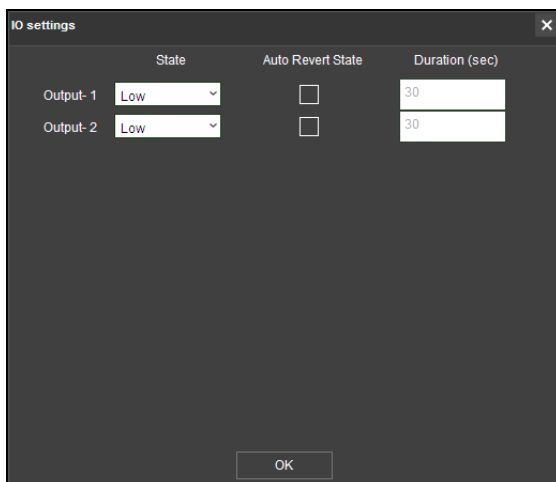 IO settings
State Auto Revert State Duration (sec)
Output- 1 Low 30
Output- 2 Low 30
OK